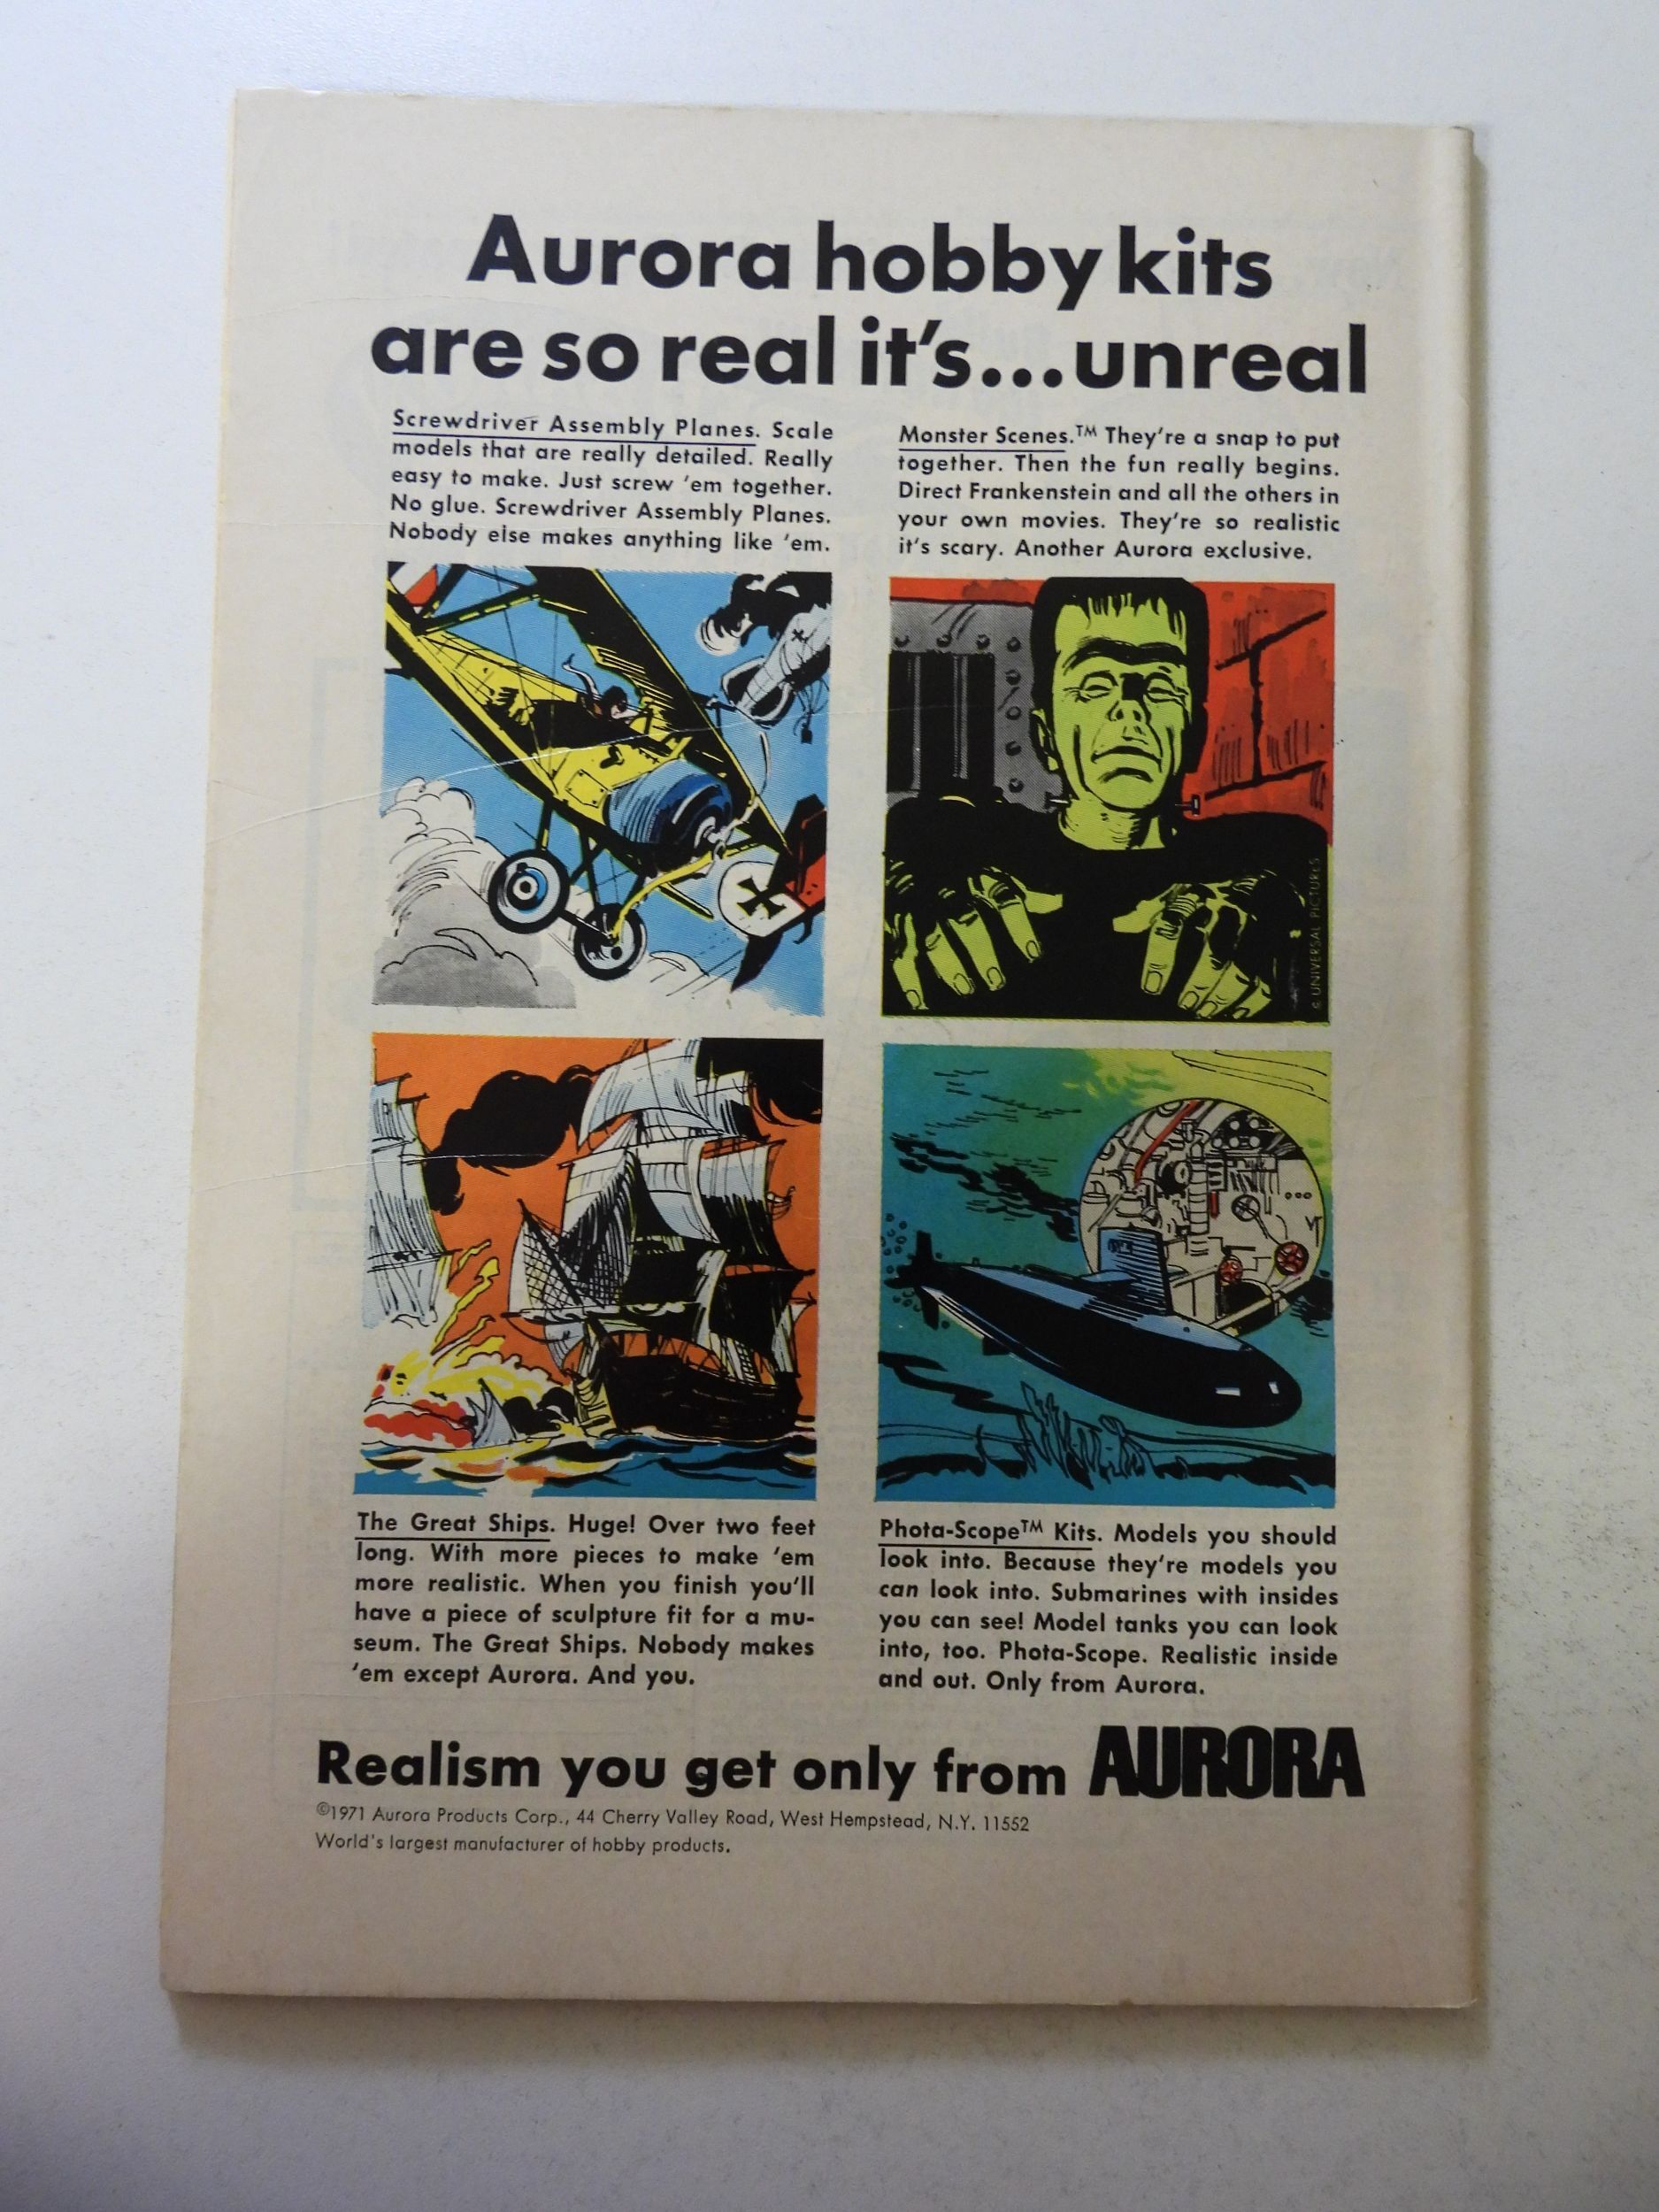 Aurora hobby kits
are so real it's...unreal
Screwdriver Assembly Planes. Scale
models that are really detailed. Really
easy to make. Just screw 'em together.
No glue. Screwdriver Assembly Planes.
Nobody else makes anything like 'em.
Monster Scenes.™ They're a snap to put
together. Then the fun really begins.
Direct Frankenstein and all the others in
your own movies. They're so realistic
it's scary. Another Aurora exclusive.
© UNIVERSAL PICTURES
The Great Ships. Huge! Over two feet
long. With more pieces to make 'em
more realistic. When you finish you'll
have a piece of sculpture fit for a mu-
seum. The Great Ships. Nobody makes
'em except Aurora. And you.
Phota-Scope™ Kits. Models you should
look into. Because they're models you
can look into. Submarines with insides
you can see! Model tanks you can look
into, too. Phota-Scope. Realistic inside
and out. Only from Aurora.
Realism you get only from AURORA
©1971 Aurora Products Corp., 44 Cherry Valley Road, West Hempstead, N.Y. 11552
World's largest manufacturer of hobby products.